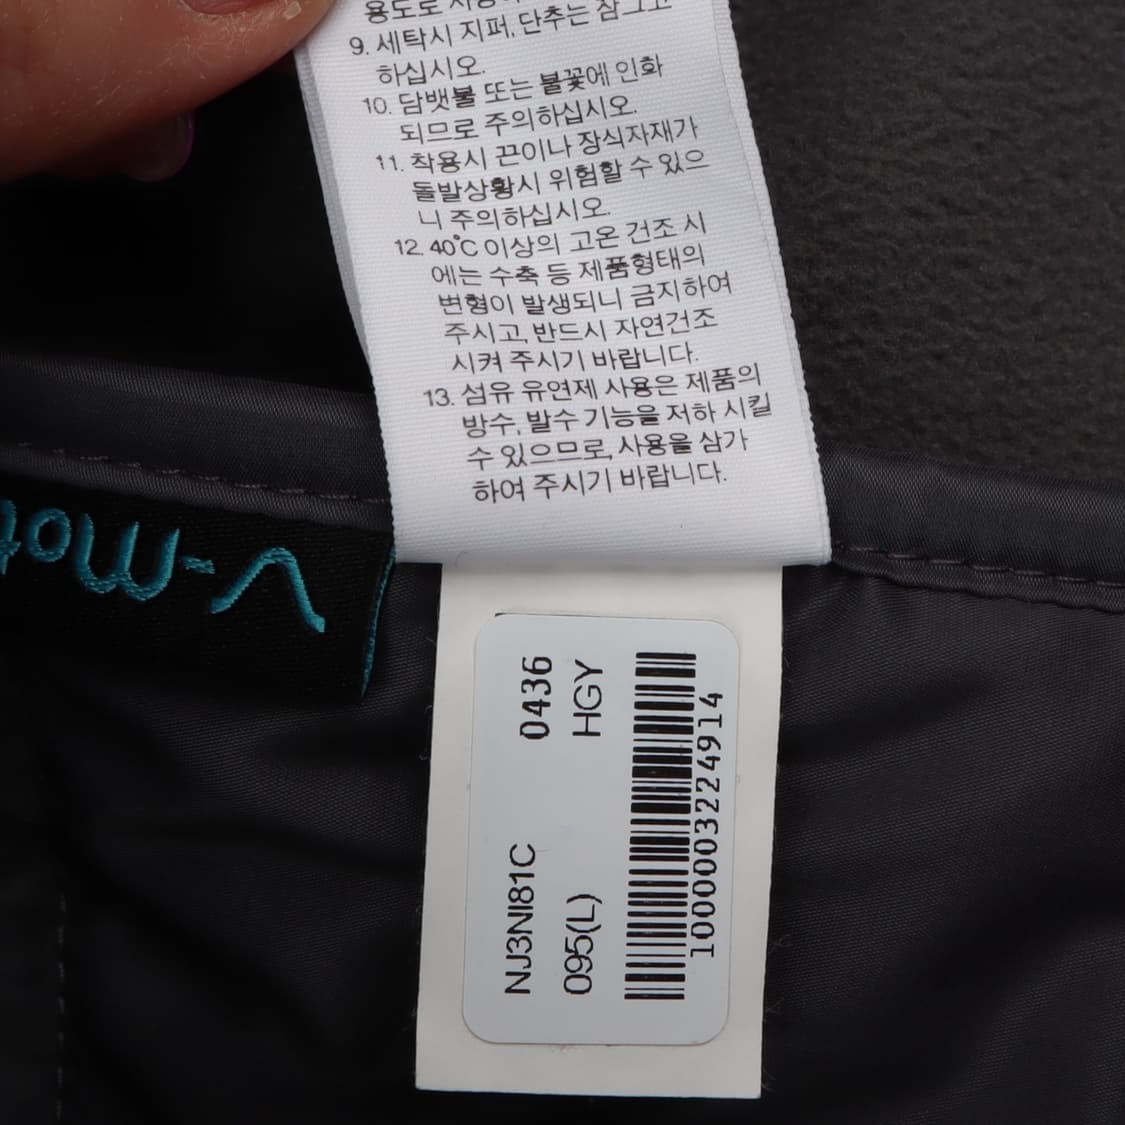 용도로 사용
9. 세탁시 지퍼, 단추는 잠그고
하십시오.
10. 담뱃불 또는 불꽃에 인화
되므로 주의하십시오.
11. 착용시 끈이나 장식자재가
돌발상황시 위험할 수 있으
니 주의하십시오.
12. 40℃ 이상의 고온 건조 시
에는 수축 등 제품형태의
변형이 발생되니 금지하여
주시고, 반드시 자연건조
시켜 주시기 바랍니다.
13. 섬유 유연제 사용은 제품의
방수, 발수 기능을 저하 시킬
수 있으므로, 사용을 삼가
하여 주시기 바랍니다.
V-mot
NJ3NI81C 0436
095(L) HGY
1000003224914